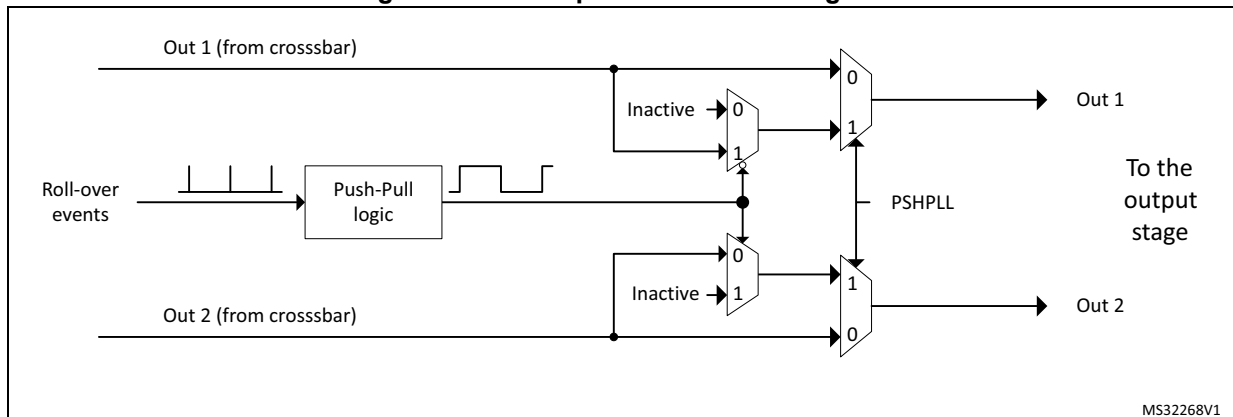 Out 1 (from crosssbar)
0
Out 1
Inactive
0
1
1
Roll-over
events
Push-Pull
logic
PSHPLL
To the
output
stage
0
1
Inactive
1
Out 2
Out 2 (from crosssbar)
0
MS32268V1